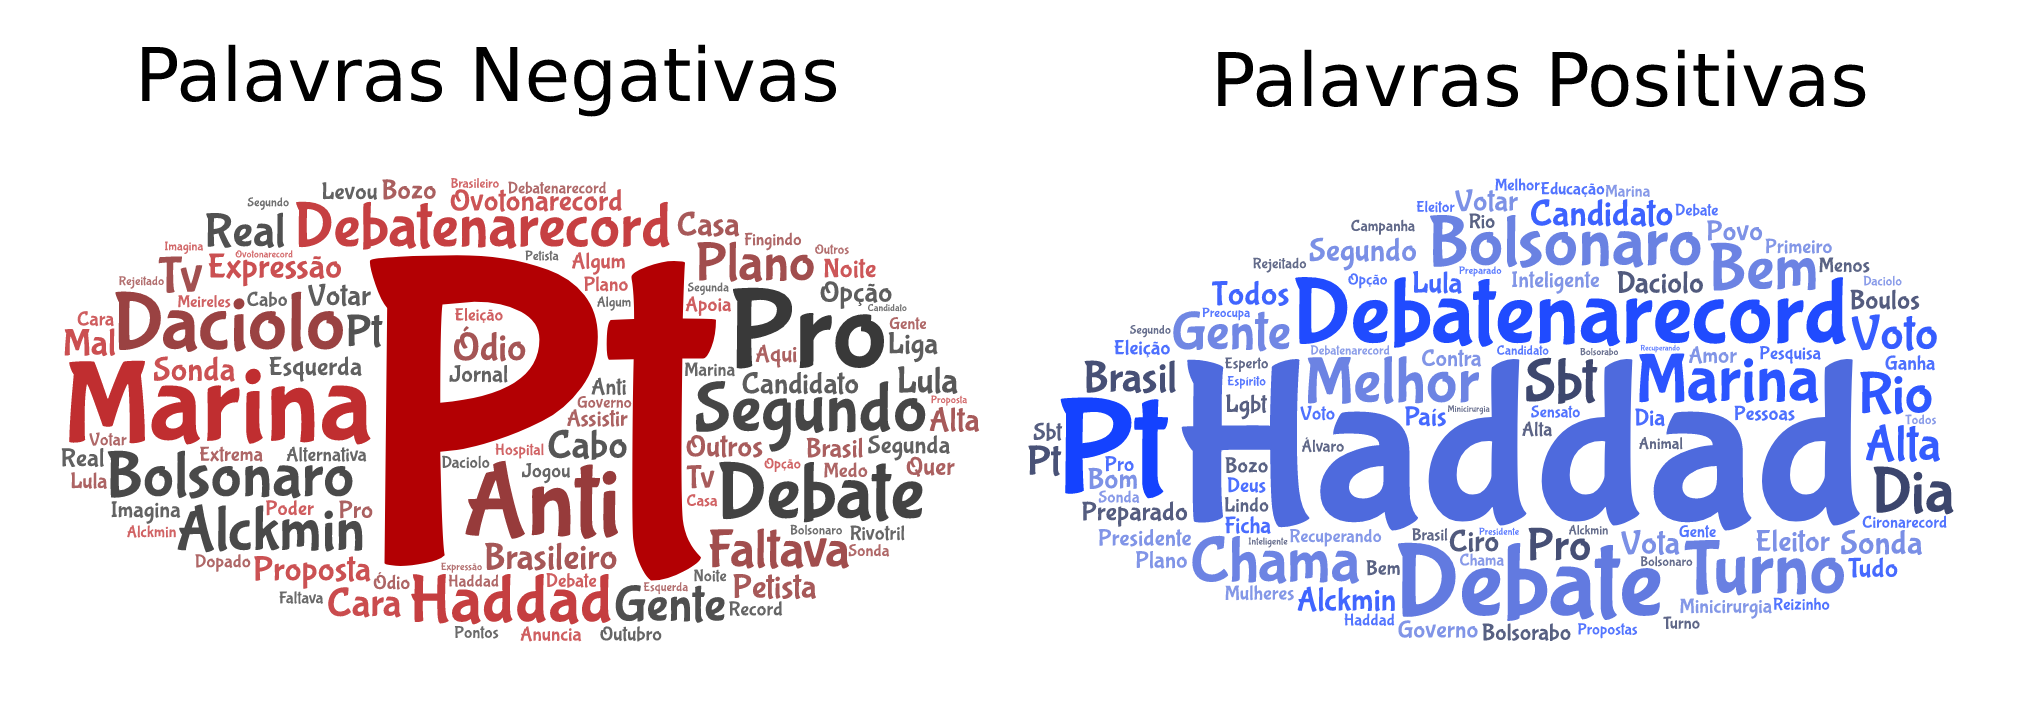 Palavras Negativas
Palavras Positivas
Levou Bozo Brasileiro Debatenarecord
Segundo Ovotonarecord
Real Debatenarecord Casa
Imagina Ovotonarecord Petista Algum Plano Fingindo Outros
Rejeitado Tv Expressão Plano Noite
Meireles Cabo Votar Algum Segunda Apoia Opção Candidato
Cara Daciolo Pt Eleição Pro Gente
Mal Ódio Aqui Liga
Sonda Esquerda Jornal Marina Candidato Lula
Marina Pt Anti Segundo Proposta
Governo Assistir Alta
Votar Cabo Outros Brasil Segunda
Real Extrema Alternativa Daciolo Hospital Opção Medo Quer
Lula Bolsonaro Jogou Tv Debate
Imagina Poder Pro Anti Casa
Alckmin Alckmin Bolsonaro Rivotril
Dopado Proposta Brasileiro Faltava Sonda
Ódio Expressão Haddad Debate Esquerda Noite Petista
Faltava Cara Haddad Gente Record
Pontos Anuncia Outubro
Melhor Educação Marina
Eleitor Votar Candidato Debate
Campanha Rio Bolsonaro Povo
Segundo Primeiro
Rejeitado Preparado Bem Menos
Opção Lula Inteligente Daciolo Daciolo
Todos Debatenarecord Boulos
Segundo Preocupa Gente Voto
Eleição Debatenarecord Contra Candidato Bolsorabo Recuperando Amor Pesquisa
Brasil Esperto Melhor Sbt Marina Ganha
Espirito Rio
Pt Lgbt Voto País Minicirurgia Sensato Dia Pessoas
Sbt Haddad Alta Todos
Pt Álvaro Animal Alta
Pro Bozo
Bom Deus Dia
Sonda Lindo
Preparado Ficha Cironarecord
Presidente Inteligente Recuperando Brasil Ciro Presidente Pro Alckmin Vota Gente Eleitor Sonda
Plano Chama Bem Chama Bolsonaro Turno Tudo
Mulheres Alckmin Debate Minicirurgia Reizinho
Haddad Governo Bolsorabo Propostas Turno